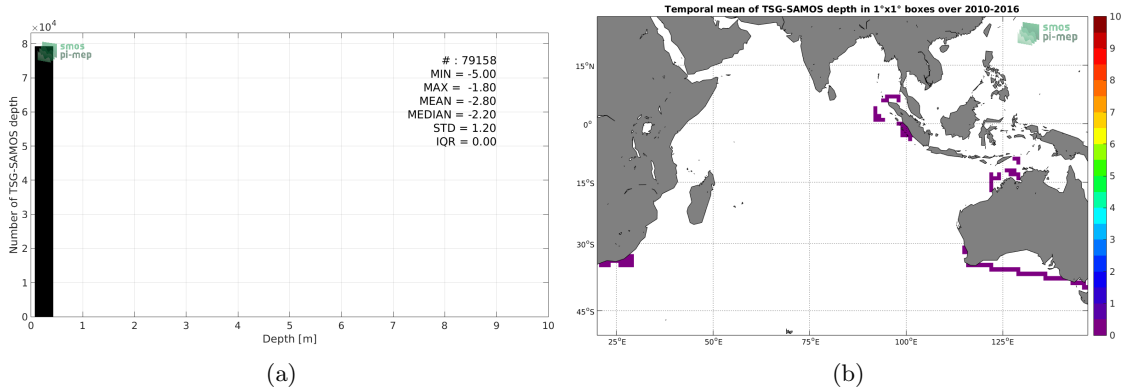 Temporal mean of TSG-SAMOS depth in 1°x1° boxes over 2010-2016
×10⁴
8
7
6
5
4
3
2
1
0
Number of TSG-SAMOS depth
smos
pi-mep
# : 79158
MIN = -5.00
MAX = -1.80
MEAN = -2.80
MEDIAN = -2.20
STD = 1.20
IQR = 0.00
0 1 2 3 4 5 6 7 8 9 10
Depth [m]
(a)
smos
pi-mep
15°N
0°
15°S
30°S
45°S
25°E 50°E 75°E 100°E 125°E
10
9
8
7
6
5
4
3
2
1
0
(b)